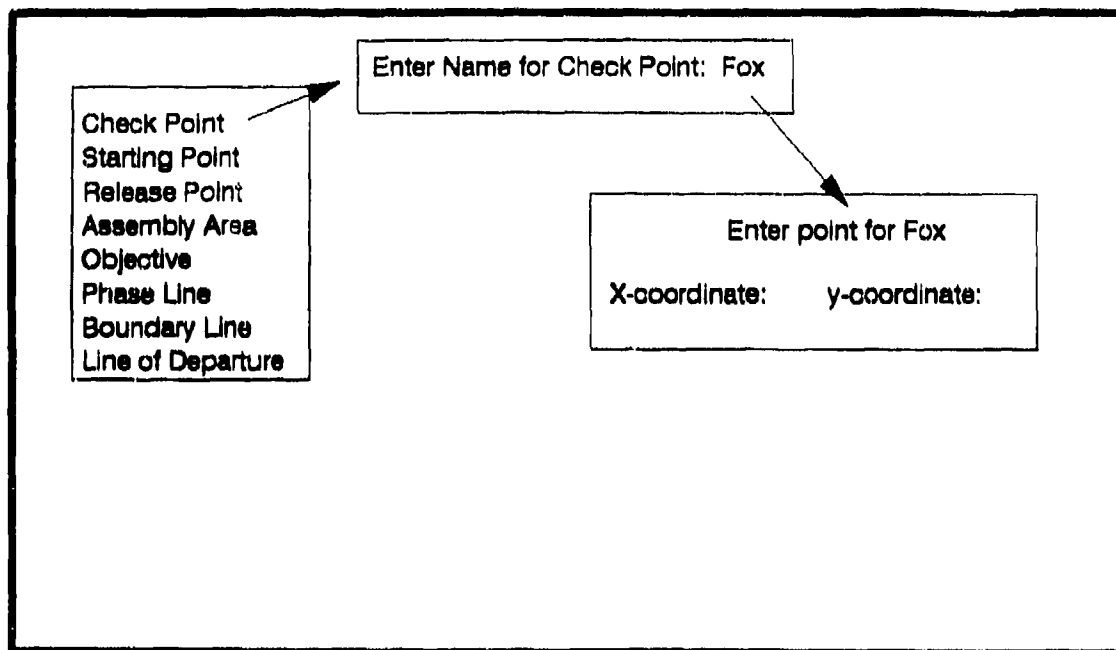 Enter Name for Check Point: Fox
Check Point
Starting Point
Release Point
Assembly Area
Objective
Phase Line
Boundary Line
Line of Departure
Enter point for Fox
X-coordinate: y-coordinate: